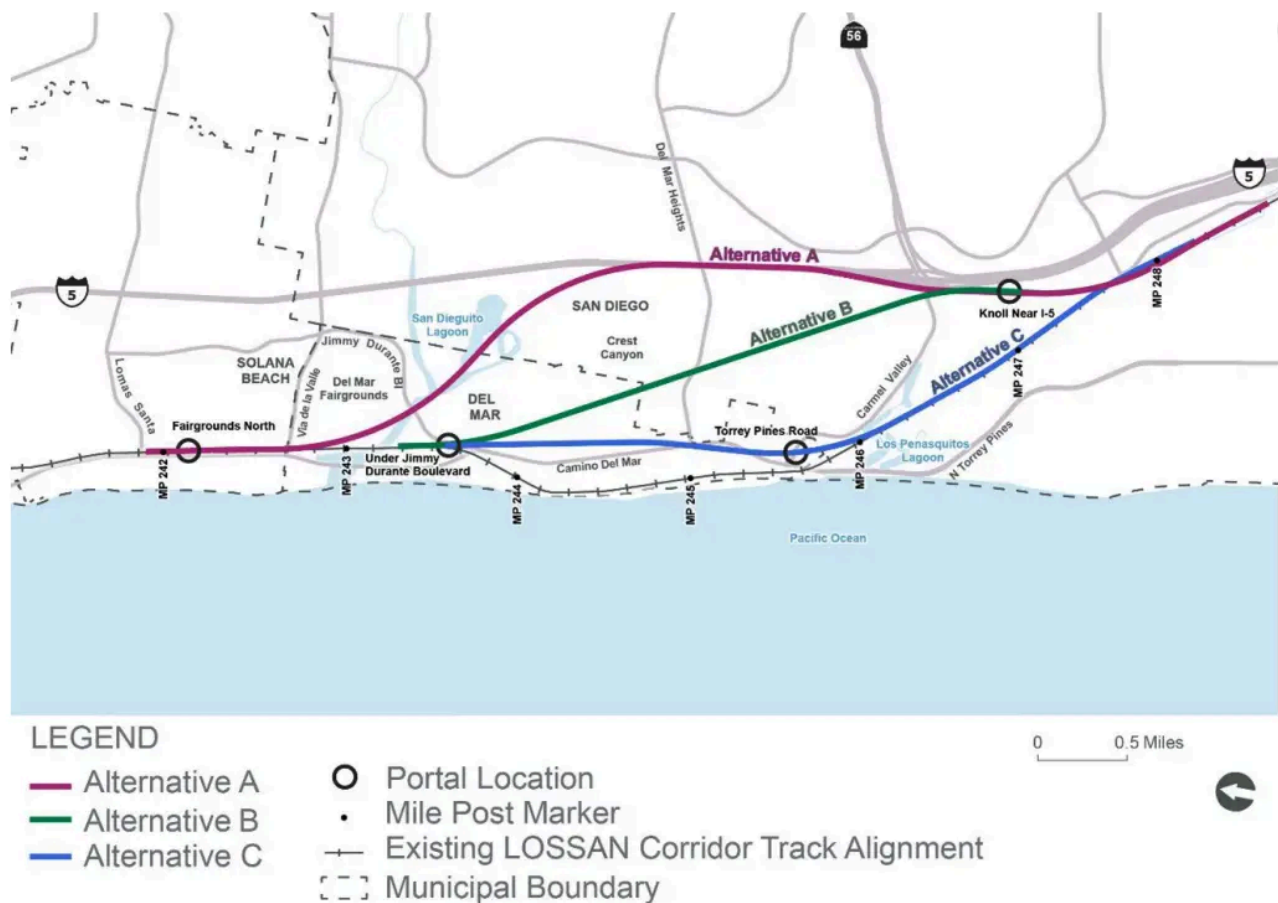 56
Del Mar Heights
5
Alternative A
5
MP 248
SAN DIEGO
Knoll Near I-5
San Dieguito
Lagoon
Alternative B
Crest
Canyon
Jimmy Durante Bl
SOLANA
BEACH
Alternative C
MP 247
Lomas Santa
Via de la Valle
Del Mar
Fairgrounds
DEL
MAR
Carmel Valley
Fairgrounds North
Torrey Pines Road
Los Penasquitos
Lagoon
N Torrey Pines
Under Jimmy
Durante Boulevard
Camino Del Mar
MP 242
MP 243
MP 244
MP 245
MP 246
Pacific Ocean
LEGEND
0 0.5 Miles
Alternative A
Alternative B
Alternative C
Portal Location
Mile Post Marker
Existing LOSSAN Corridor Track Alignment
Municipal Boundary